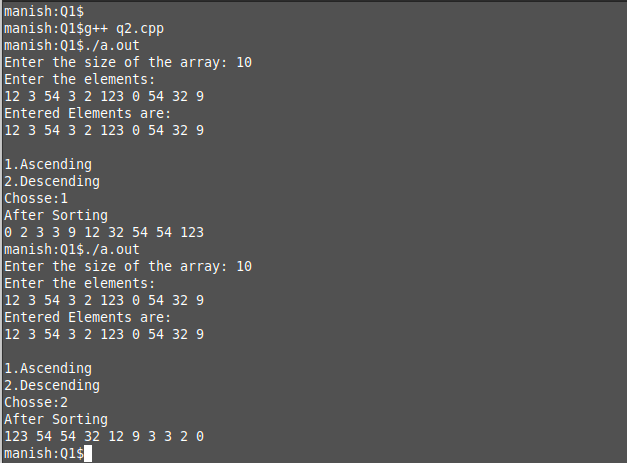 manish:Q1$
manish:Q1$g++ q2.cpp
manish:Q1$./a.out
Enter the size of the array: 10
Enter the elements:
12 3 54 3 2 123 0 54 32 9
Entered Elements are:
12 3 54 3 2 123 0 54 32 9

1.Ascending
2.Descending
Chosse:1
After Sorting
0 2 3 3 9 12 32 54 54 123
manish:Q1$./a.out
Enter the size of the array: 10
Enter the elements:
12 3 54 3 2 123 0 54 32 9
Entered Elements are:
12 3 54 3 2 123 0 54 32 9

1.Ascending
2.Descending
Chosse:2
After Sorting
123 54 54 32 12 9 3 3 2 0
manish:Q1$